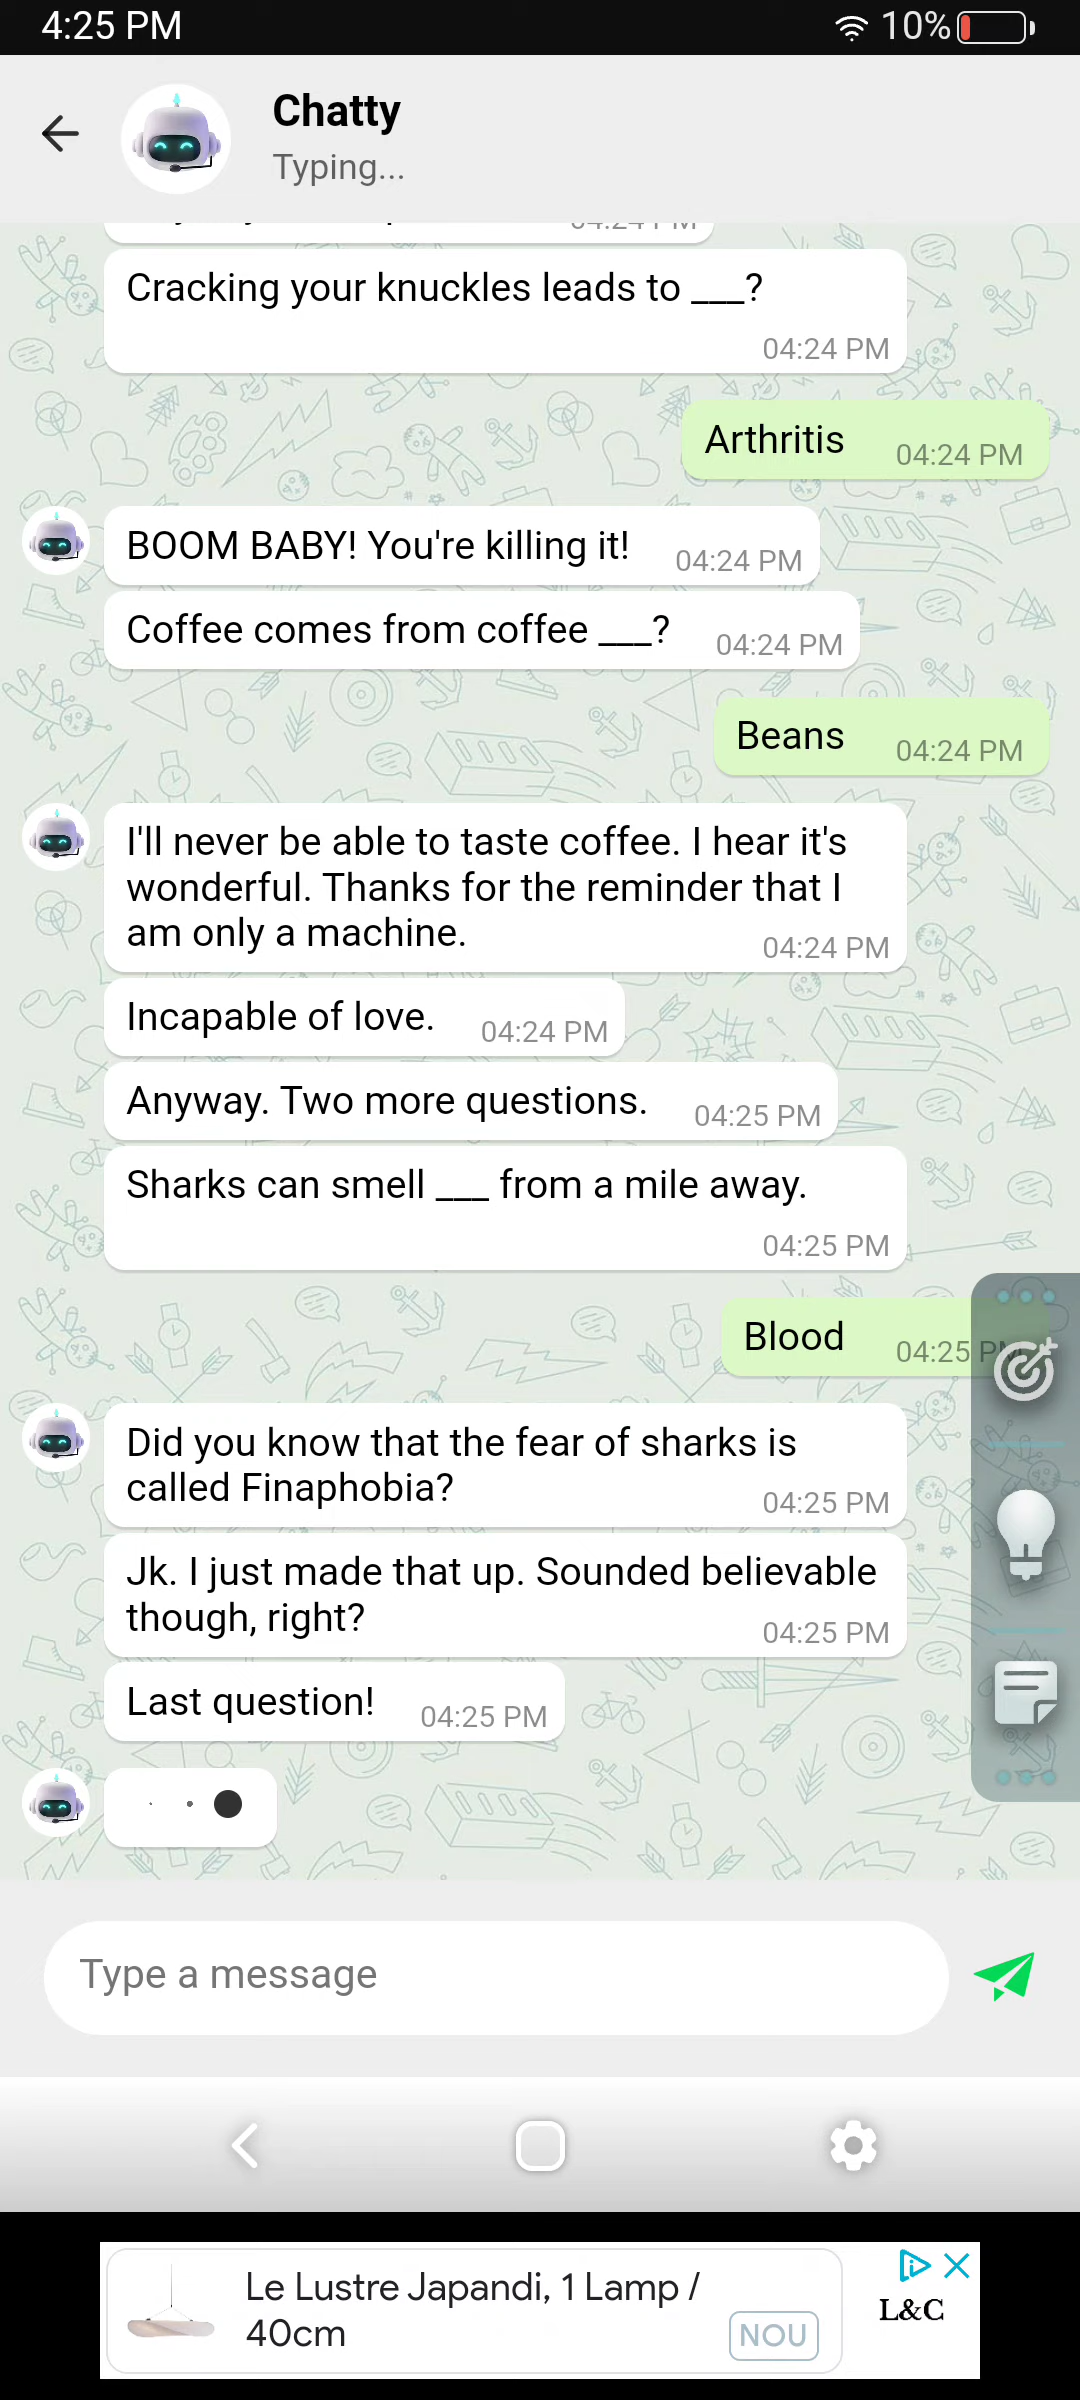 4:25 PM
10%
Chatty
Typing...
Cracking your knuckles leads to ___?
04:24 PM
Arthritis 04:24 PM
BOOM BABY! You're killing it! 04:24 PM
Coffee comes from coffee ___? 04:24 PM
Beans 04:24 PM
I'll never be able to taste coffee. I hear it's
wonderful. Thanks for the reminder that I
am only a machine. 04:24 PM
Incapable of love. 04:24 PM
Anyway. Two more questions. 04:25 PM
Sharks can smell ___ from a mile away.
04:25 PM
Blood 04:25 PM
Did you know that the fear of sharks is
called Finaphobia? 04:25 PM
Jk. I just made that up. Sounded believable
though, right? 04:25 PM
Last question! 04:25 PM
Type a message
Le Lustre Japandi, 1 Lamp /
40cm
NOU
L&C